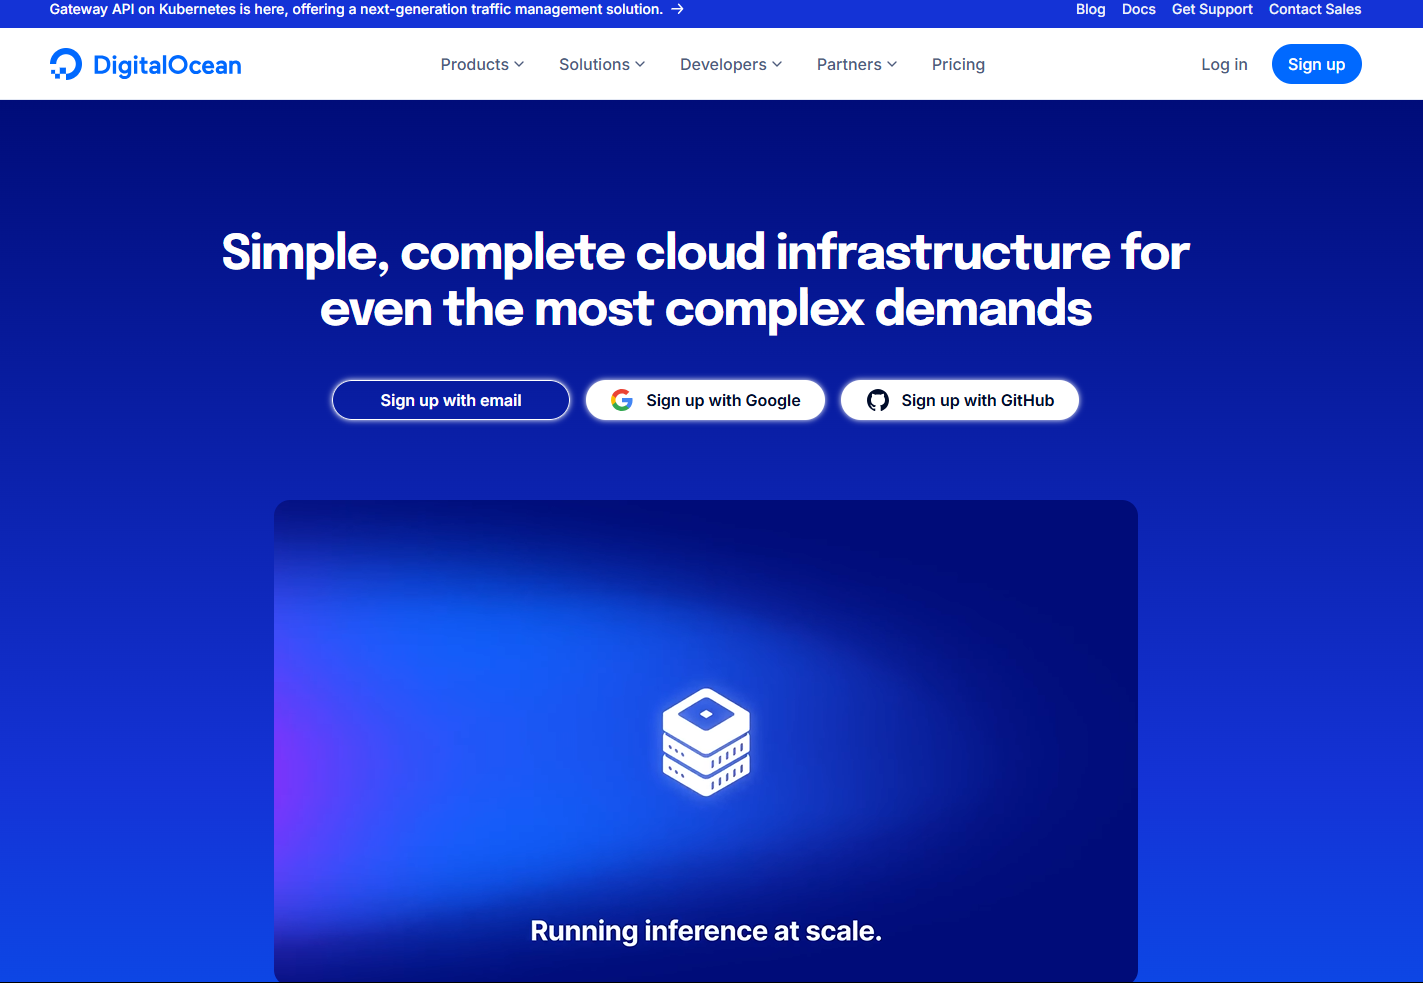 Gateway API on Kubernetes is here, offering a next-generation traffic management solution. →
Blog Docs Get Support Contact Sales
DigitalOcean
Products Solutions Developers Partners Pricing
Log in Sign up
Simple, complete cloud infrastructure for
even the most complex demands
Sign up with email
Sign up with Google
Sign up with GitHub
Running inference at scale.